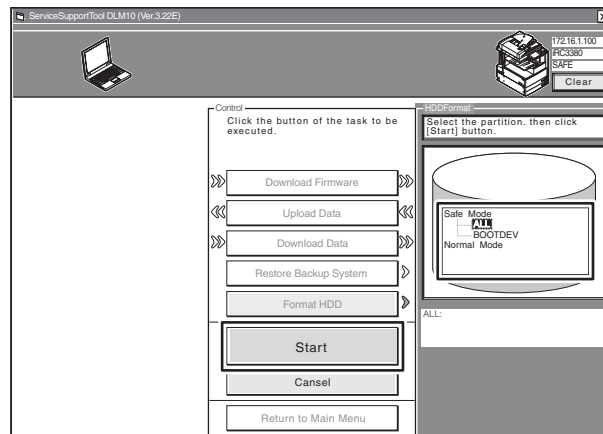 ServiceSupportTool DLM10 (Ver.3.22E)
172.16.1.100
iRC3380
SAFE
Clear
Control
Click the button of the task to be
executed.
Download Firmware
Upload Data
Download Data
Restore Backup System
Format HDD
Start
Cansel
Return to Main Menu
HDDFormat
Select the partition. then click
[Start] button.
Safe Mode
ALL
BOOTDEV
Normal Mode
ALL: